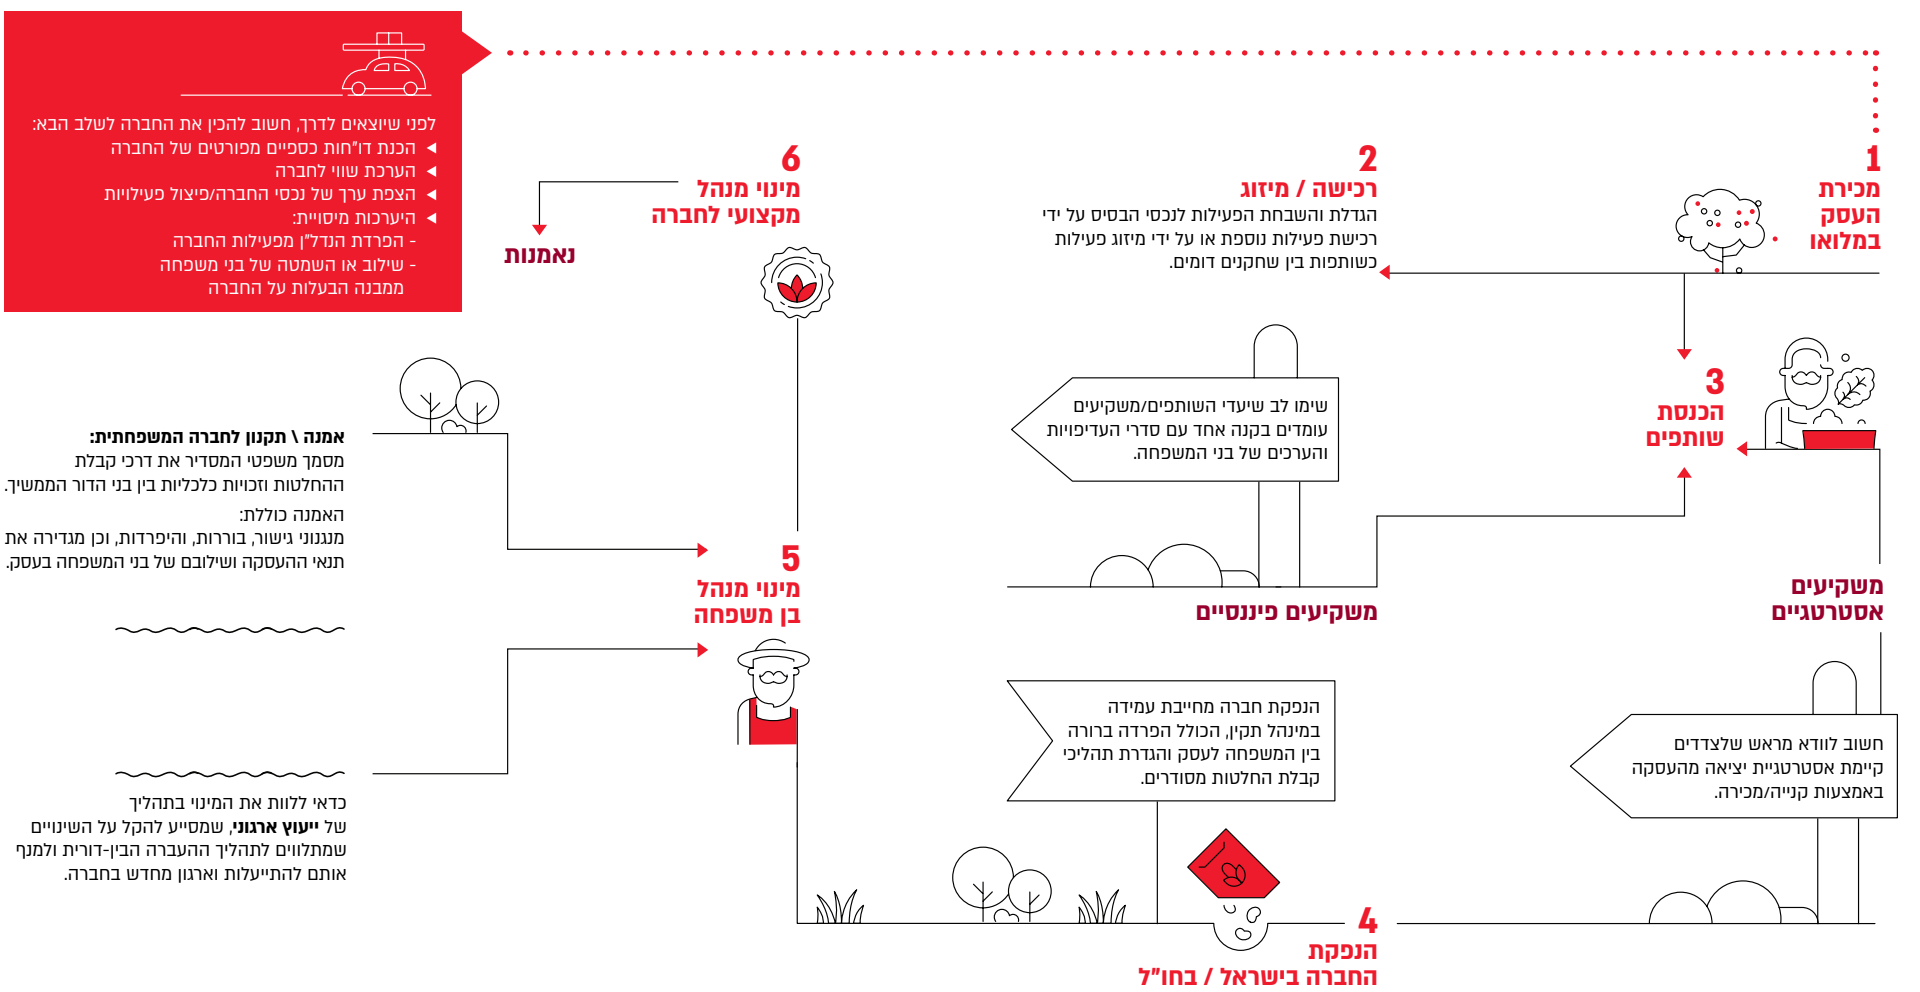 לפני שיוצאים לדרך, חשוב להכין את החברה לשלב הבא:
הכנת דו"חות כספיים מפורטים של החברה
הערכת שווי לחברה
הצפת ערך של נכסי החברה/פיצול פעילויות
היערכות מיסויית:
- הפרדת הנדל"ן מפעילות החברה
- שילוב או השמטה של בני משפחה
ממבנה הבעלות על החברה
1
מכירת
העסק
במלואו
2
רכישה / מיזוג
הגדלת והשבחת הפעילות לנכסי הבסיס על ידי
רכישת פעילות נוספת או על ידי מיזוג פעילות
כשותפות בין שחקנים דומים.
3
הכנסת
שותפים
שימו לב שיעדי השותפים/משקיעים
עומדים בקנה אחד עם סדרי העדיפויות
והערכים של בני המשפחה.
משקיעים פיננסיים
משקיעים
אסטרטגיים
חשוב לוודא מראש שלצדדים
קיימת אסטרטגיית יציאה מהעסקה
באמצעות קנייה/מכירה.
4
הנפקת
החברה בישראל / בחו"ל
הנפקת חברה מחייבת עמידה
במינהל תקין, הכולל הפרדה ברורה
בין המשפחה לעסק והגדרת תהליכי
קבלת החלטות מסודרים.
5
מינוי מנהל
בן משפחה
אמנה \ תקנון לחברה המשפחתית:
מסמך משפטי המסדיר את דרכי קבלת
ההחלטות וזכויות כלכליות בין בני הדור הממשיך.
האמנה כוללת:
מנגנוני גישור, בוררות, והיפרדות, וכן מגדירה את
תנאי ההעסקה ושילובם של בני המשפחה בעסק.
כדאי ללוות את המינוי בתהליך
של ייעוץ ארגוני, שמסייע להקל על השינויים
שמתלווים לתהליך ההעברה הבין-דורית ולמנף
אותם להתייעלות וארגון מחדש בחברה.
6
מינוי מנהל
מקצועי לחברה
נאמנות